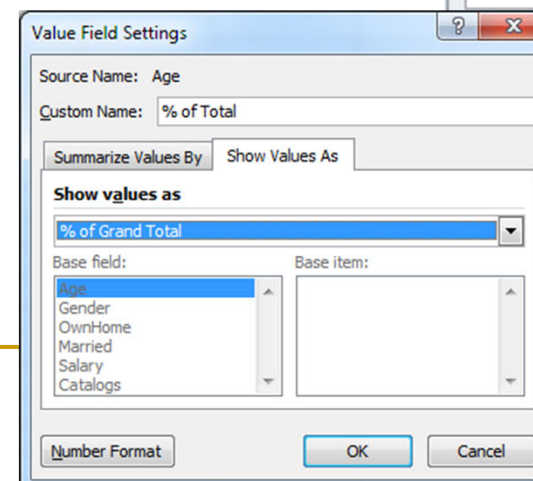 Value Field Settings
Source Name: Age
Custom Name: % of Total
Summarize Values By Show Values As
Show values as
% of Grand Total
Base field: Base item:
Age
Gender
OwnHome
Married
Salary
Catalogs
Number Format OK Cancel